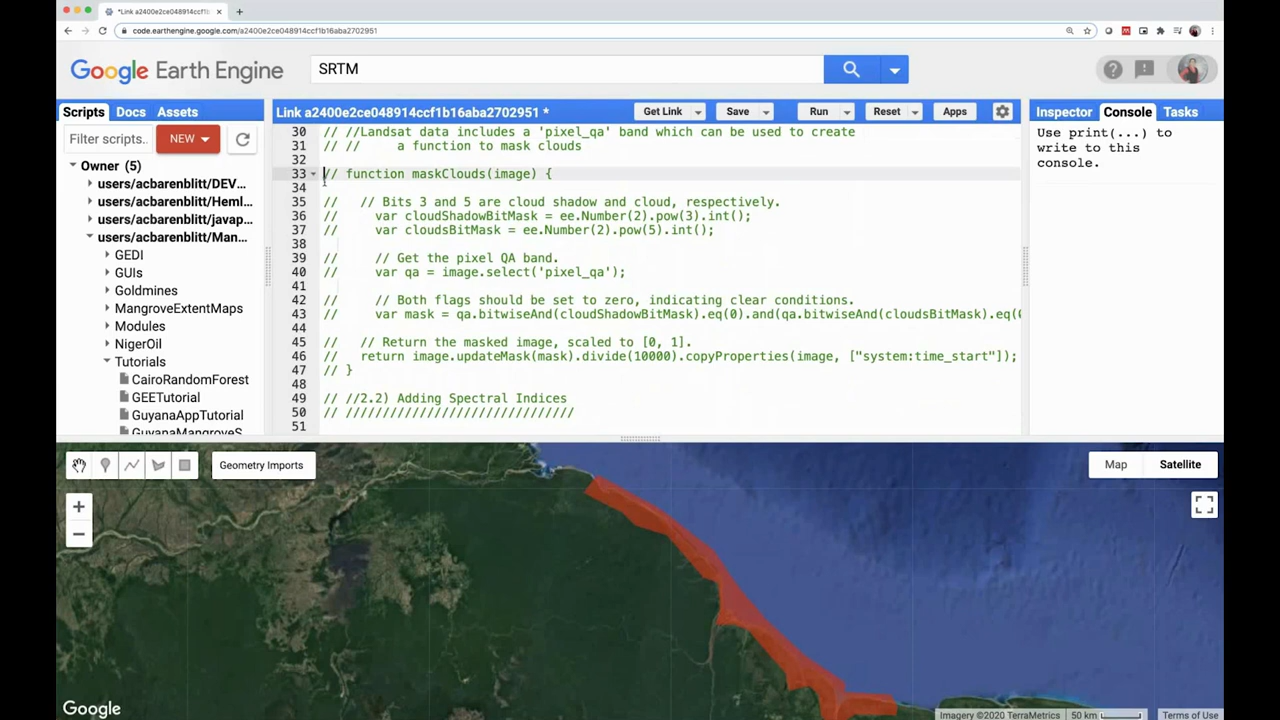 *Link a2400e2ce048914ccf1b16
code.earthengine.google.com/a2400e2ce048914ccf1b16aba2702951
Google Earth Engine
SRTM
Scripts Docs Assets
Link a2400e2ce048914ccf1b16aba2702951 *
Get Link Save Run Reset Apps
Inspector Console Tasks
Filter scripts...
NEW
Use print(...) to
write to this
console.
Owner (5)
users/acbarenblitt/DEV...
users/acbarenblitt/Heml...
users/acbarenblitt/javap...
users/acbarenblitt/Man...
GEDI
GUIs
Goldmines
MangroveExtentMaps
Modules
NigerOil
Tutorials
CairoRandomForest
GEETutorial
GuyanaAppTutorial
GuyanaMangroveS
30 // //Landsat data includes a 'pixel_qa' band which can be used to create
31 // // a function to mask clouds
32
33 // function maskClouds(image) {
34
35 // // Bits 3 and 5 are cloud shadow and cloud, respectively.
36 // var cloudShadowBitMask = ee.Number(2).pow(3).int();
37 // var cloudsBitMask = ee.Number(2).pow(5).int();
38
39 // // Get the pixel QA band.
40 // var qa = image.select('pixel_qa');
41
42 // // Both flags should be set to zero, indicating clear conditions.
43 // var mask = qa.bitwiseAnd(cloudShadowBitMask).eq(0).and(qa.bitwiseAnd(cloudsBitMask).eq(
44
45 // // Return the masked image, scaled to [0, 1].
46 // return image.updateMask(mask).divide(10000).copyProperties(image, ["system:time_start"]);
47 // }
48
49 // //2.2) Adding Spectral Indices
50 // ///////////////////////////////
51
Geometry Imports
Map Satellite
+
−
Google
Imagery ©2020 TerraMetrics 50 km Terms of Use